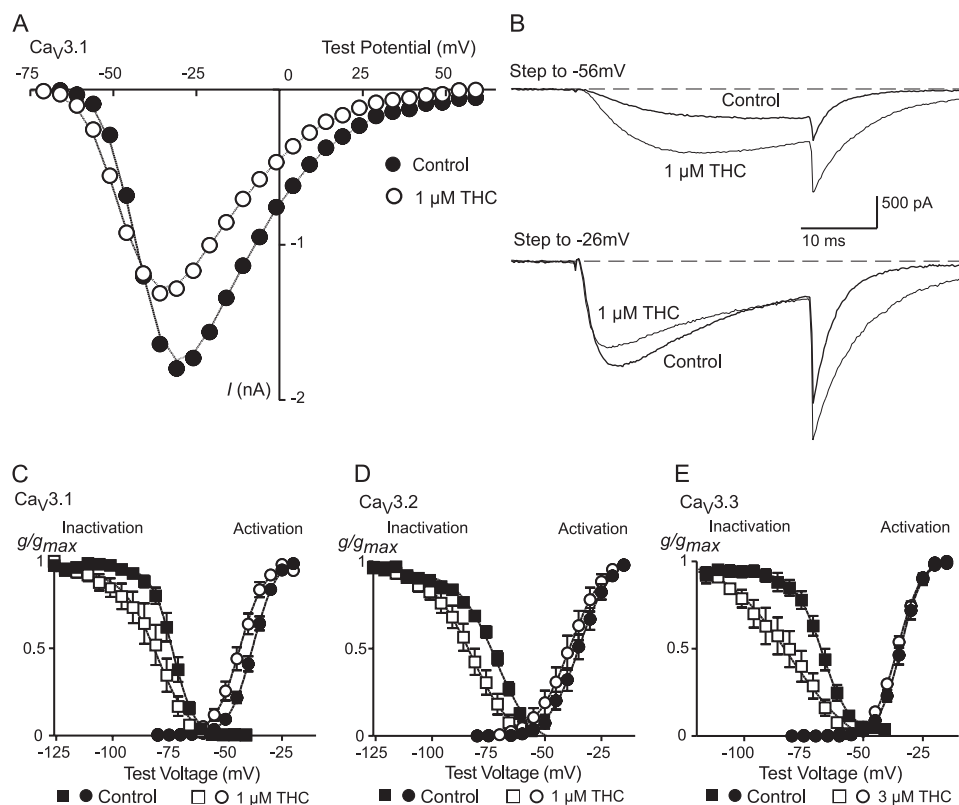 A
B
CaV3.1
Test Potential (mV)
-75 -50 -25 0 25 50
Control
1 µM THC
-1
-2
I (nA)
Step to -56mV
Control
1 µM THC
500 pA
10 ms
Step to -26mV
1 µM THC
Control
C
CaV3.1
Inactivation Activation
g/gmax
1
0.5
0
-125 -100 -75 -50 -25
Test Voltage (mV)
Control 1 µM THC
D
CaV3.2
Inactivation Activation
g/gmax
1
0.5
0
-125 -100 -75 -50 -25
Test Voltage (mV)
Control 1 µM THC
E
CaV3.3
Inactivation Activation
g/gmax
1
0.5
0
-100 -75 -50 -25
Test Voltage (mV)
Control 3 µM THC